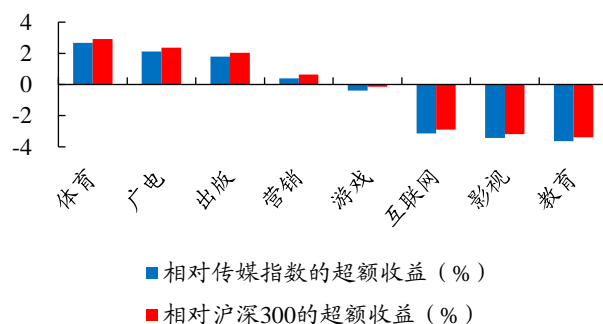 4
2
0
-2
-4
体育 广电 出版 营销 游戏 互联网 影视 教育
相对传媒指数的超额收益（%）
相对沪深300的超额收益（%）